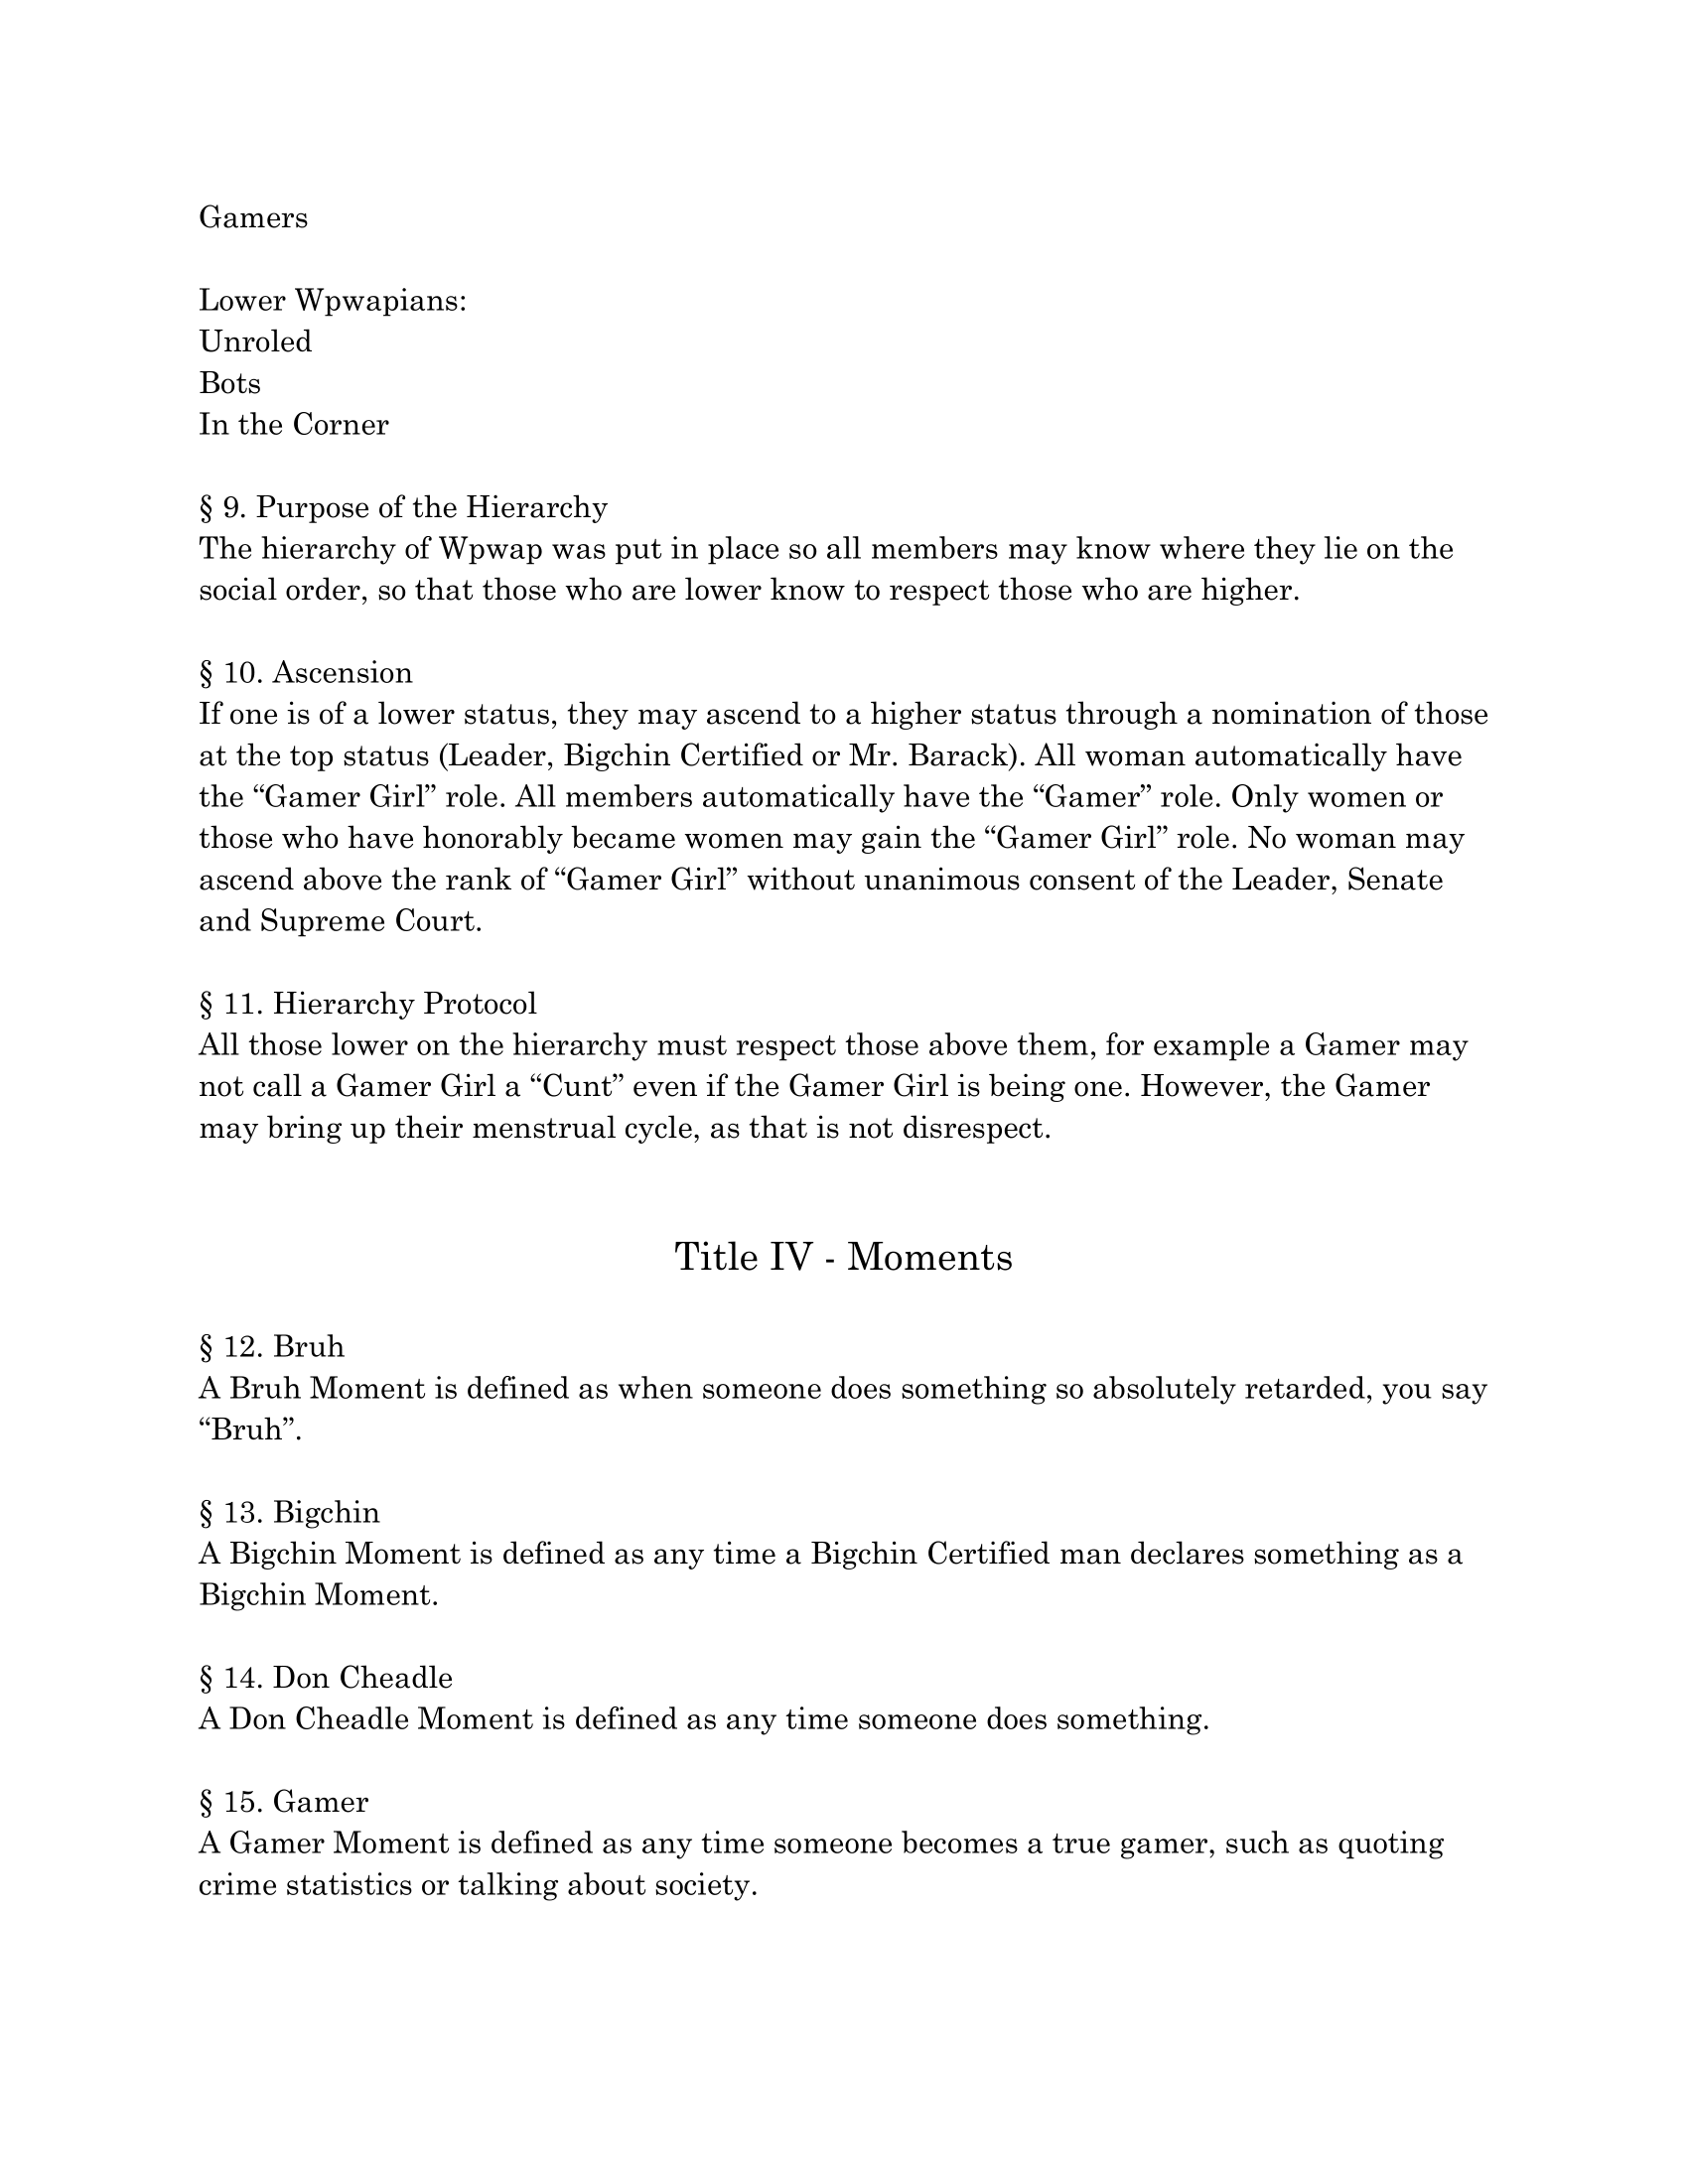 Gamers
Lower Wpwapians:
Unroled
Bots
In the Corner
§ 9. Purpose of the Hierarchy
The hierarchy of Wpwap was put in place so all members may know where they lie on the
social order, so that those who are lower know to respect those who are higher.
§ 10. Ascension
If one is of a lower status, they may ascend to a higher status through a nomination of those
at the top status (Leader, Bigchin Certified or Mr. Barack). All woman automatically have
the “Gamer Girl” role. All members automatically have the “Gamer” role. Only women or
those who have honorably became women may gain the “Gamer Girl” role. No woman may
ascend above the rank of “Gamer Girl” without unanimous consent of the Leader, Senate
and Supreme Court.
§ 11. Hierarchy Protocol
All those lower on the hierarchy must respect those above them, for example a Gamer may
not call a Gamer Girl a “Cunt” even if the Gamer Girl is being one. However, the Gamer
may bring up their menstrual cycle, as that is not disrespect.
Title IV - Moments
§ 12. Bruh
A Bruh Moment is defined as when someone does something so absolutely retarded, you say
“Bruh”.
§ 13. Bigchin
A Bigchin Moment is defined as any time a Bigchin Certified man declares something as a
Bigchin Moment.
§ 14. Don Cheadle
A Don Cheadle Moment is defined as any time someone does something.
§ 15. Gamer
A Gamer Moment is defined as any time someone becomes a true gamer, such as quoting
crime statistics or talking about society.